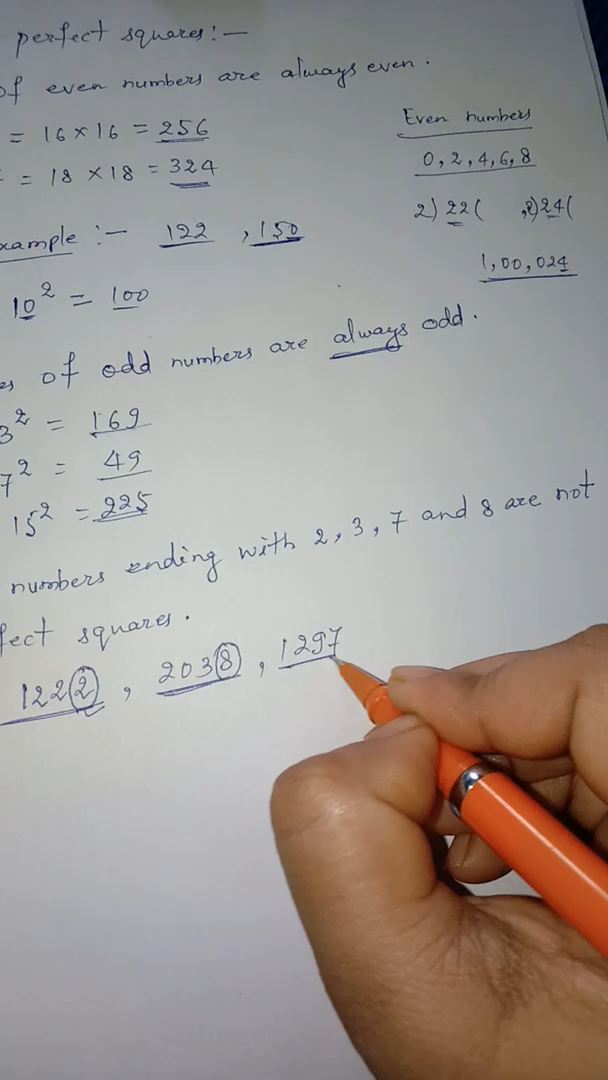 perfect squares:-
of even numbers are always even.
= 16 × 16 = 256
= 18 × 18 = 324
Even numbers
0, 2, 4, 6, 8
2) 22 ( , 2) 24 (
xample :- 122 , 150
1,00,024
10² = 100
es of odd numbers are always odd.
3² = 169
7² = 49
15² = 225
numbers ending with 2, 3, 7 and 8 are not
fect squares.
1222 , 2038 , 1297